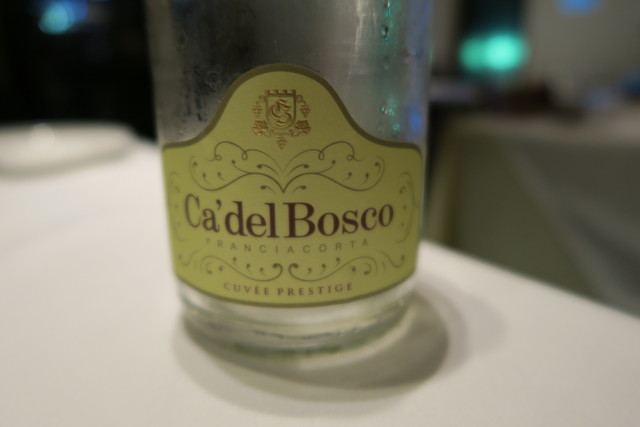 Ca'del Bosco
FRANCIACORTA
CUVÉE PRESTIGE